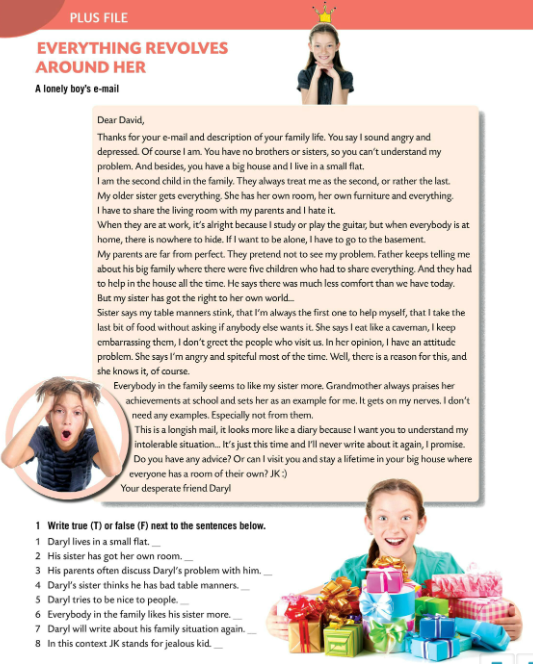 PLUS FILE
EVERYTHING REVOLVES
AROUND HER
A lonely boy's e-mail
Dear David,
Thanks for your e-mail and description of your family life. You say I sound angry and
depressed. Of course I am. You have no brothers or sisters, so you can't understand my
problem. And besides, you have a big house and I live in a small flat.
I am the second child in the family. They always treat me as the second, or rather the last.
My older sister gets everything. She has her own room, her own furniture and everything.
I have to share the living room with my parents and I hate it.
When they are at work, it's alright because I study or play the guitar, but when everybody is at
home, there is nowhere to hide. If I want to be alone, I have to go to the basement.
My parents are far from perfect. They pretend not to see my problem. Father keeps telling me
about his big family where there were five children who had to share everything. And they had
to help in the house all the time. He says there was much less comfort than we have today.
But my sister has got the right to her own world...
Sister says my table manners stink, that I'm always the first one to help myself, that I take the
last bit of food without asking if anybody else wants it. She says I eat like a caveman, I keep
embarrassing them, I don't greet the people who visit us. In her opinion, I have an attitude
problem. She says I'm angry and spiteful most of the time. Well, there is a reason for this, and
she knows it, of course.
Everybody in the family seems to like my sister more. Grandmother always praises her
achievements at school and sets her as an example for me. It gets on my nerves. I don't
need any examples. Especially not from them.
This is a longish mail, it looks more like a diary because I want you to understand my
intolerable situation... It's just this time and I'll never write about it again, I promise.
Do you have any advice? Or can I visit you and stay a lifetime in your big house where
everyone has a room of their own? JK :)
Your desperate friend Daryl
1 Write true (T) or false (F) next to the sentences below.
1 Daryl lives in a small flat. __
2 His sister has got her own room. __
3 His parents often discuss Daryl's problem with him. __
4 Daryl's sister thinks he has bad table manners. __
5 Daryl tries to be nice to people. __
6 Everybody in the family likes his sister more. __
7 Daryl will write about his family situation again. __
8 In this context JK stands for jealous kid. __